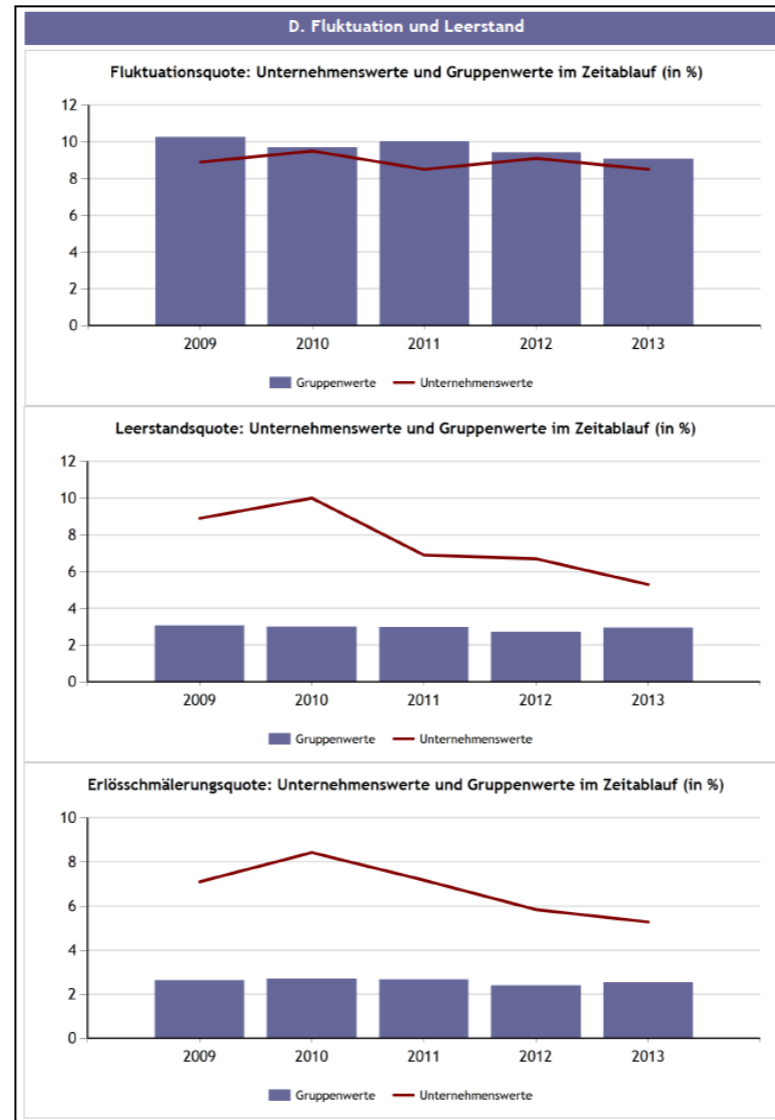 D. Fluktuation und Leerstand
Fluktuationsquote: Unternehmenswerte und Gruppenwerte im Zeitablauf (in %)
12
10
8
6
4
2
0
2009 2010 2011 2012 2013
Gruppenwerte Unternehmenswerte
Leerstandsquote: Unternehmenswerte und Gruppenwerte im Zeitablauf (in %)
12
10
8
6
4
2
0
2009 2010 2011 2012 2013
Gruppenwerte Unternehmenswerte
Erlösschmälerungsquote: Unternehmenswerte und Gruppenwerte im Zeitablauf (in %)
10
8
6
4
2
0
2009 2010 2011 2012 2013
Gruppenwerte Unternehmenswerte